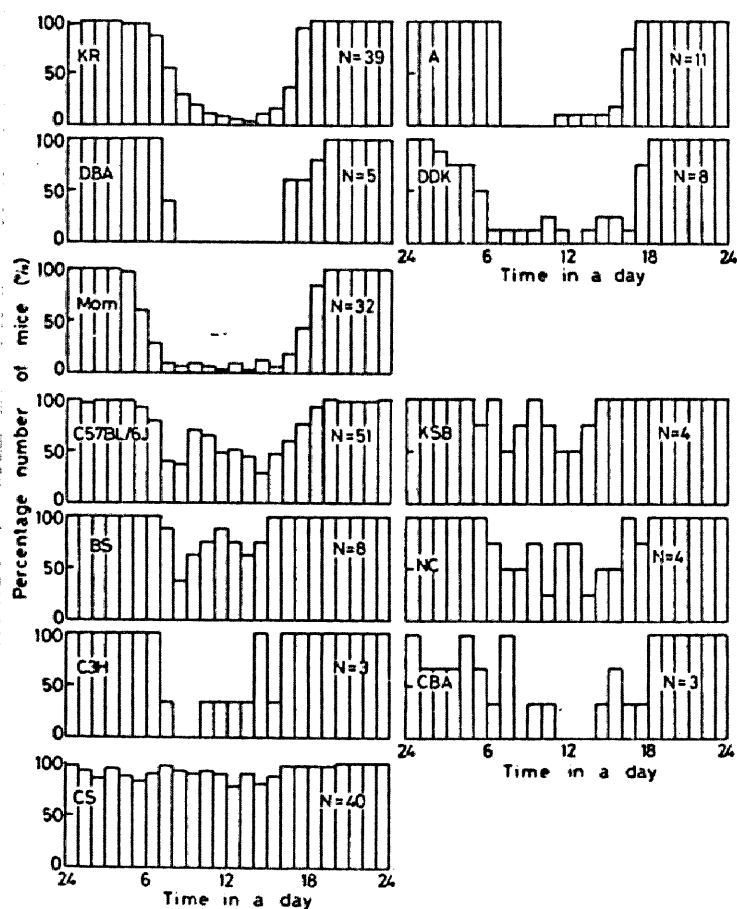 Percentage number of mice (%)
100
50
0
KR
N=39
A
N=11
100
50
0
DBA
N=5
DDK
N=8
24
6
12
18
24
Time in a day
100
50
0
Mom
N=32
100
50
0
C57BL/6J
N=51
KSB
N=4
100
50
0
BS
N=8
NC
N=4
100
50
0
C3H
N=3
CBA
N=3
24
6
12
18
24
Time in a day
100
50
0
CS
N=40
24
6
12
18
24
Time in a day